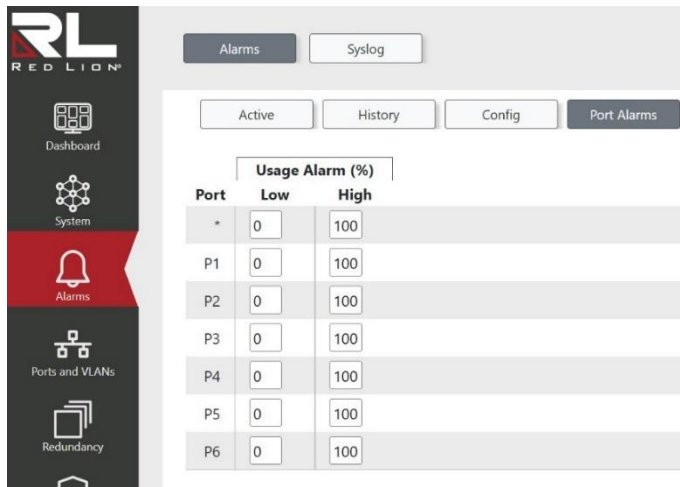 RL
RED LION®
Dashboard
System
Alarms
Ports and VLANs
Redundancy
Alarms Syslog
Active History Config Port Alarms
Usage Alarm (%)
Port Low High
* 0 100
P1 0 100
P2 0 100
P3 0 100
P4 0 100
P5 0 100
P6 0 100